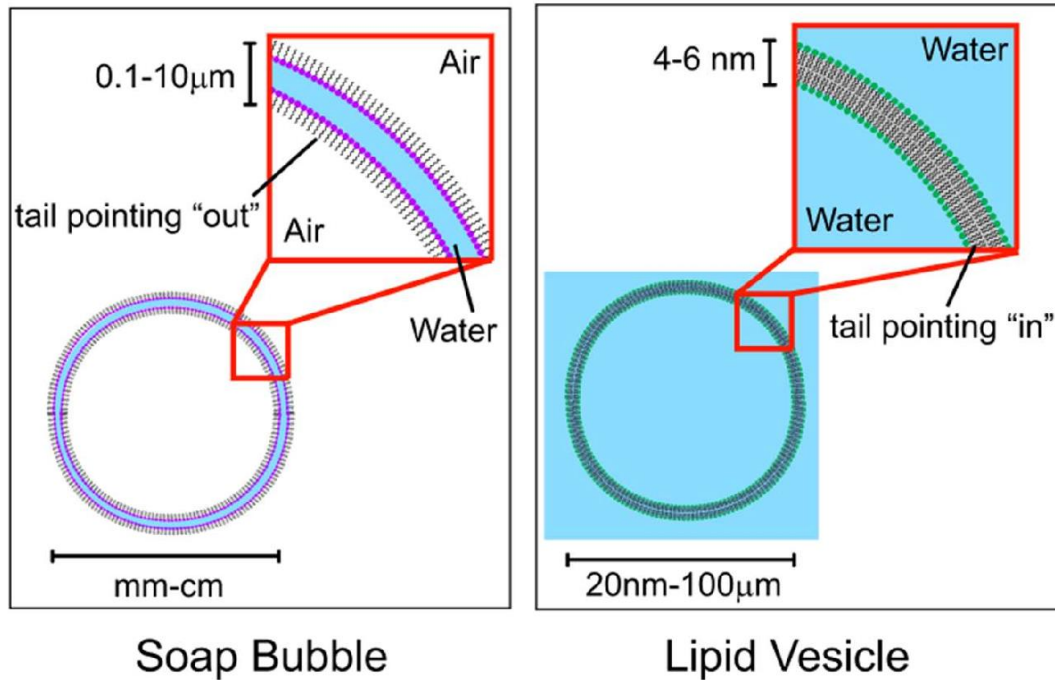 Air
0.1-10μm
tail pointing “out”
Air
Water
mm-cm
Soap Bubble
Water
4-6 nm
Water
tail pointing “in”
20nm-100μm
Lipid Vesicle